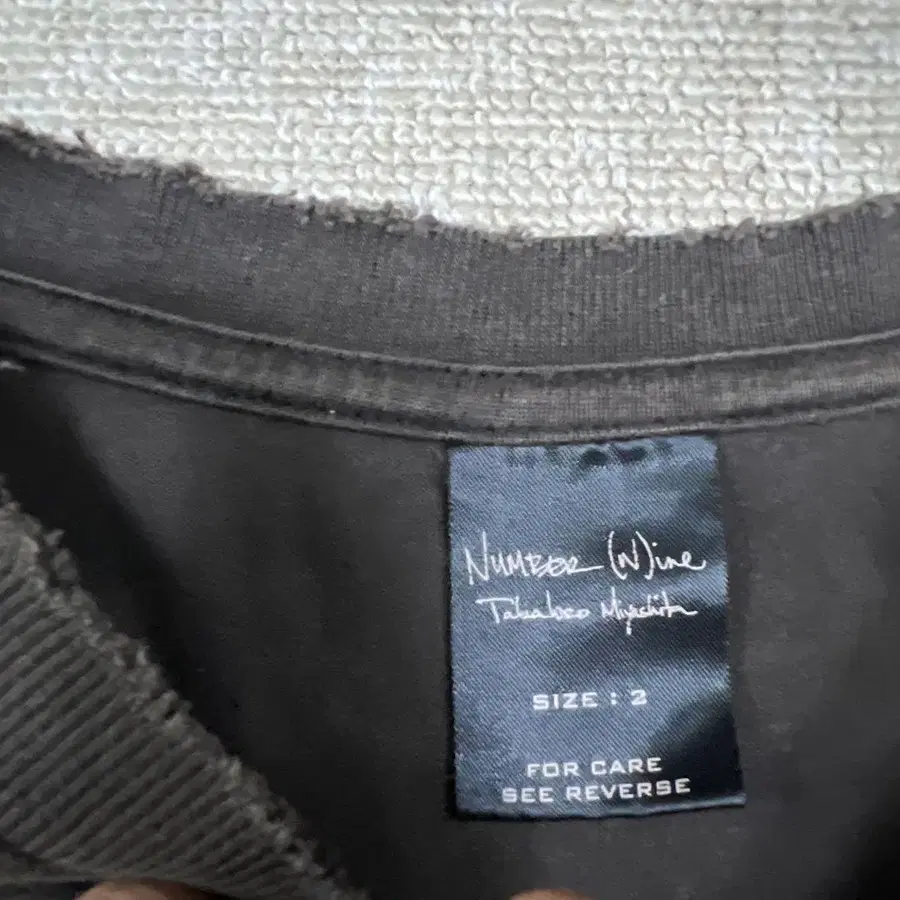 NUMBER (N)ine
Takahiro Miyashita
SIZE : 2
FOR CARE
SEE REVERSE